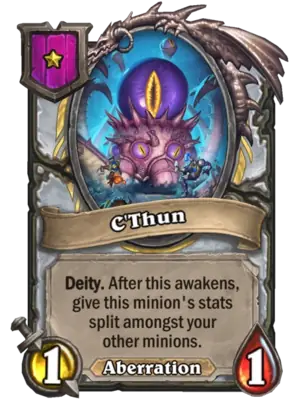 C'Thun
Deity. After this awakens,
give this minion's stats
split amongst your
other minions.
1
Aberration
1